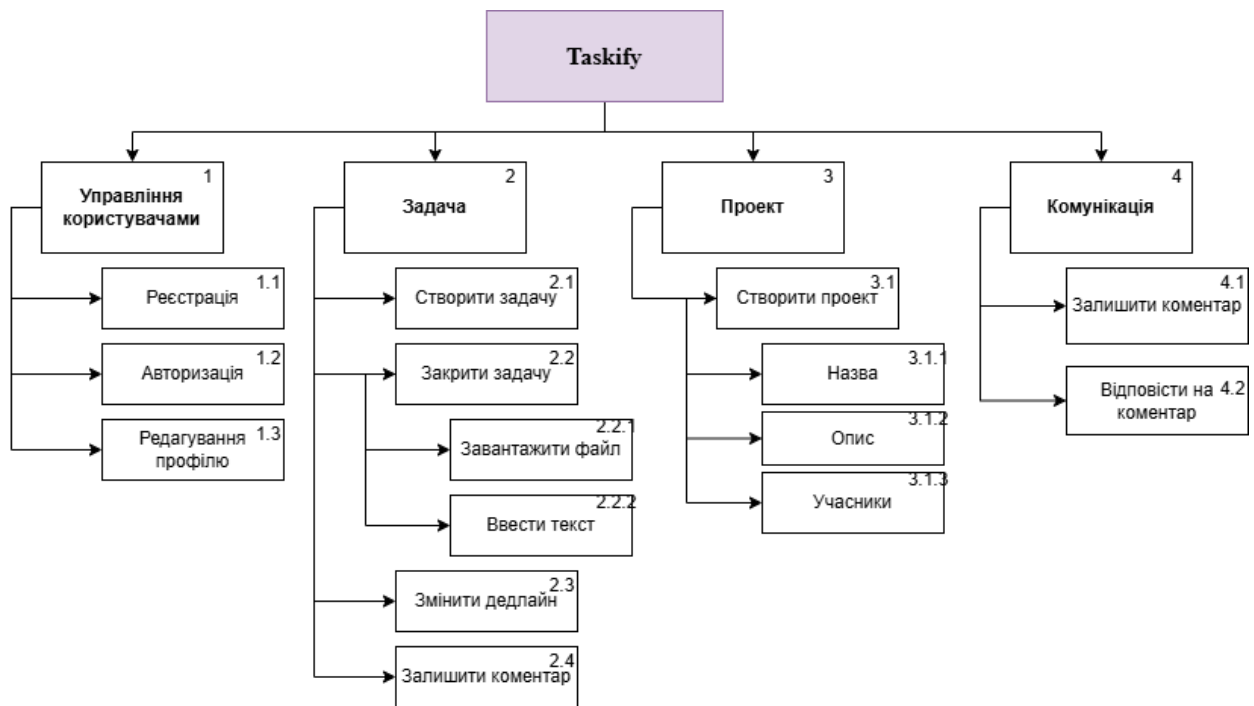 Taskify
1
Управління
користувачами
1.1
Реєстрація
1.2
Авторизація
1.3
Редагування
профілю
2
Задача
2.1
Створити задачу
2.2
Закрити задачу
2.2.1
Завантажити файл
2.2.2
Ввести текст
2.3
Змінити дедлайн
2.4
Залишити коментар
3
Проект
3.1
Створити проект
3.1.1
Назва
3.1.2
Опис
3.1.3
Учасники
4
Комунікація
4.1
Залишити коментар
4.2
Відповісти на
коментар